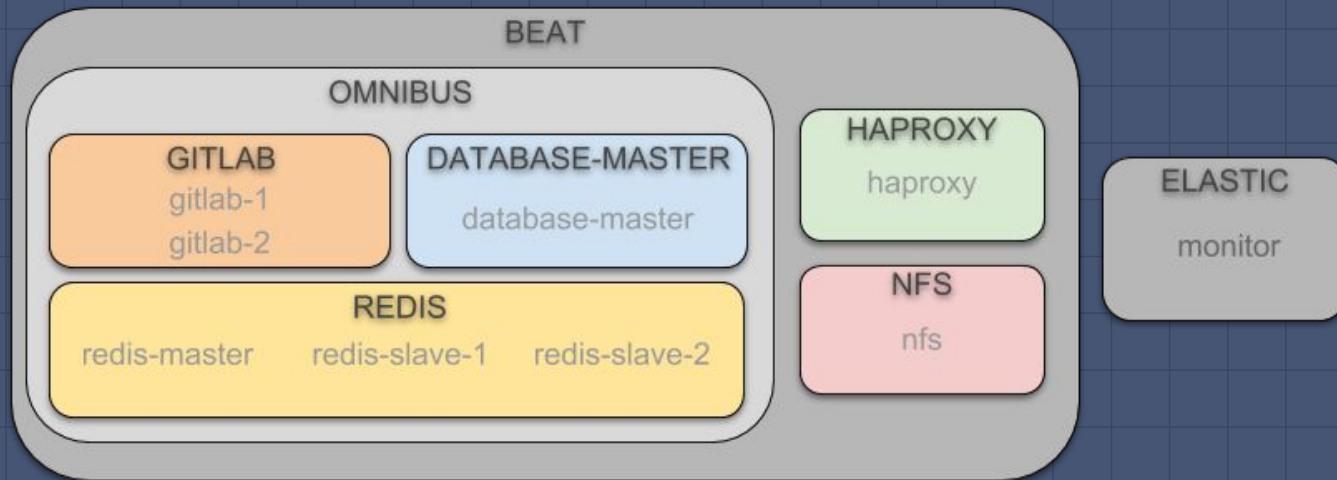 BEAT
OMNIBUS
GITLAB
gitlab-1
gitlab-2
DATABASE-MASTER
database-master
REDIS
redis-master redis-slave-1 redis-slave-2
HAPROXY
haproxy
NFS
nfs
ELASTIC
monitor